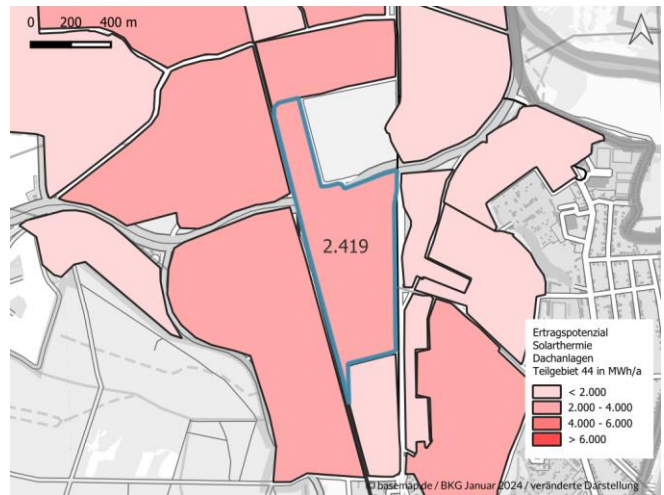 0 200 400 m
2.419
Ertragspotenzial
Solarthermie
Dachanlagen
Teilgebiet 44 in MWh/a
< 2.000
2.000 - 4.000
4.000 - 6.000
> 6.000
© basemap.de / BKG Januar 2024 / veränderte Darstellung